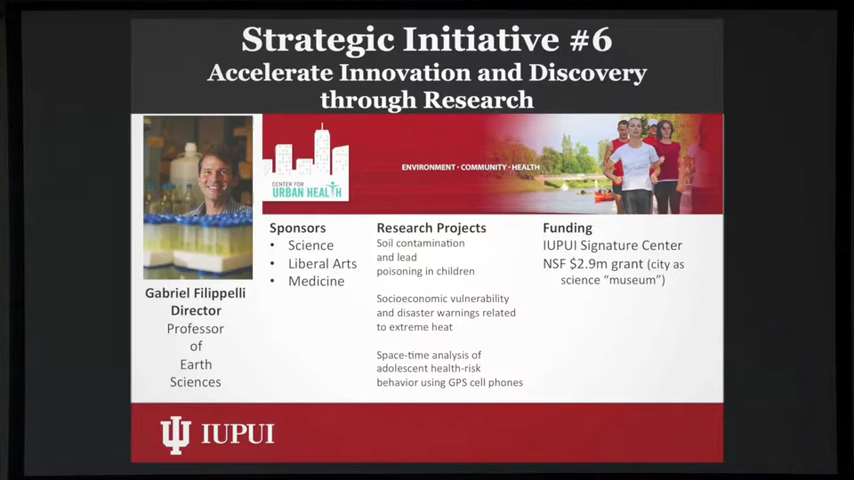 Strategic Initiative #6
Accelerate Innovation and Discovery
through Research
CENTER FOR
URBAN HEALTH
ENVIRONMENT · COMMUNITY · HEALTH
Gabriel Filippelli
Director
Professor
of
Earth
Sciences
Sponsors
• Science
• Liberal Arts
• Medicine
Research Projects
Soil contamination
and lead
poisoning in children
Socioeconomic vulnerability
and disaster warnings related
to extreme heat
Space-time analysis of
adolescent health-risk
behavior using GPS cell phones
Funding
IUPUI Signature Center
NSF $2.9m grant (city as
science “museum”)
IUPUI